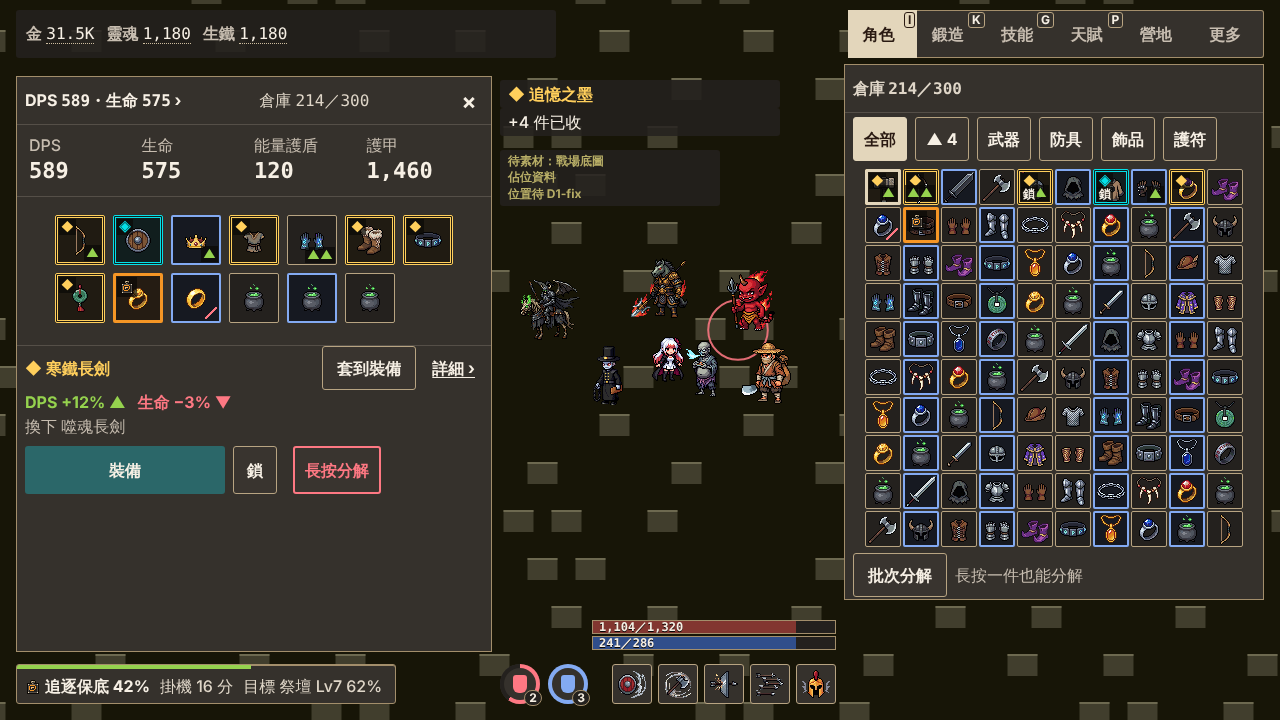 金 31.5K 靈魂 1,180 生鐵 1,180
角色 I 鍛造 K 技能 G 天賦 P 營地 更多
DPS 589・生命 575 › 倉庫 214／300 ×
DPS 生命 能量護盾 護甲
589 575 120 1,460
鎖
◆ 寒鐵長劍 套到裝備 詳細 ›
DPS +12% ▲ 生命 −3% ▼
換下 噬魂長劍
裝備 鎖 長按分解
◆ 追憶之墨
+4 件已收
待素材：戰場底圖
佔位資料
位置待 D1-fix
倉庫 214／300
全部 ▲ 4 武器 防具 飾品 護符
鎖
批次分解 長按一件也能分解
1,104／1,320
241／286
追逐保底 42% 掛機 16 分 目標 祭壇 Lv7 62%
2 3